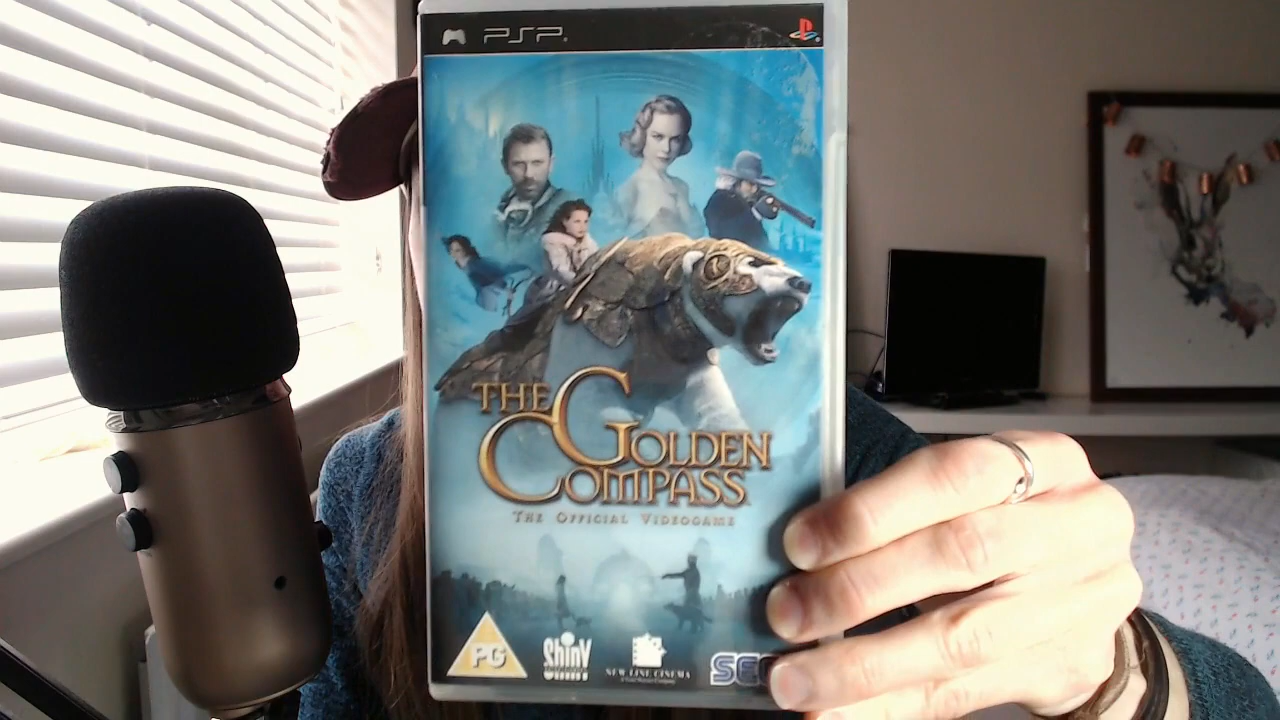 PSP
THE GOLDEN
COMPASS
THE OFFICIAL VIDEOGAME
PG
Shiny
NEW LINE CINEMA